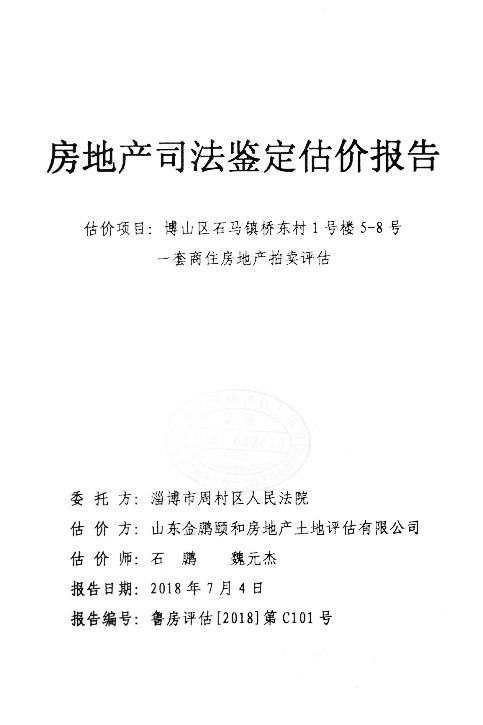 房地产司法鉴定估价报告
估价项目：博山区石马镇桥东村1号楼5-8号
一套商住房地产拍卖评估
委托方：淄博市周村区人民法院
估价方：山东金鹏颐和房地产土地评估有限公司
估价师：石鹏 魏元杰
报告日期：2018年7月4日
报告编号：鲁房评估[2018]第C101号